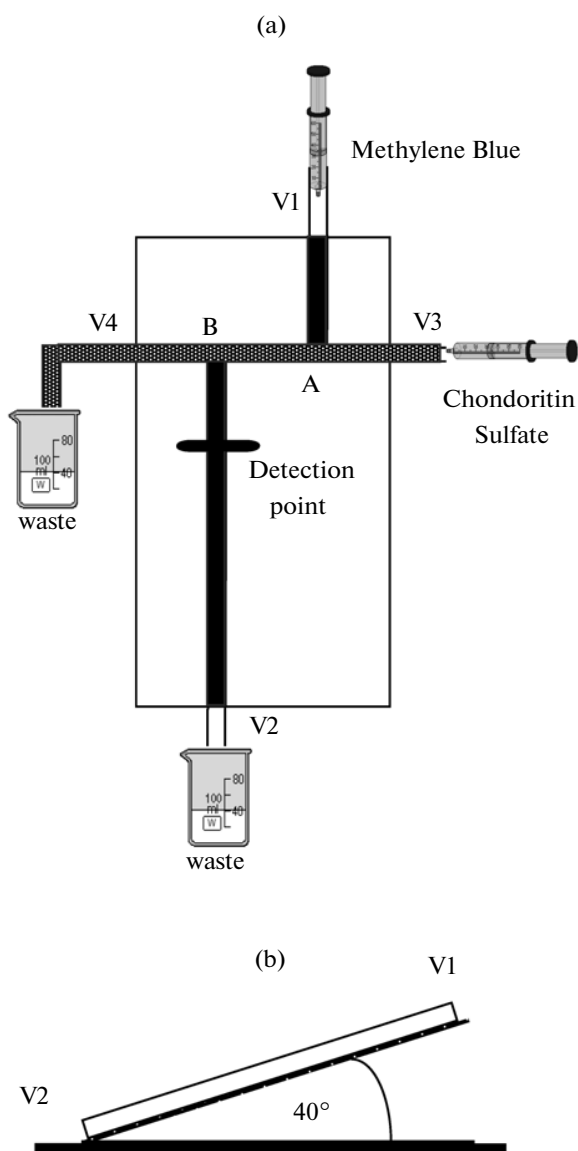 (a)
Methylene Blue
V1
V4
B
V3
A
Chondoritin
Sulfate
Detection
point
80
100
ml
40
W
waste
V2
80
100
ml
40
W
waste
(b)
V1
V2
40°